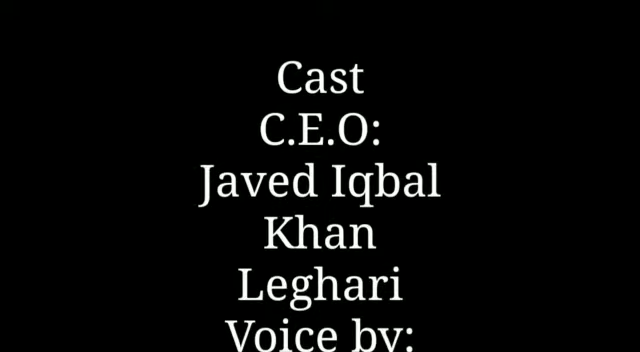 Cast
C.E.O:
Javed Iqbal
Khan
Leghari
Voice by: